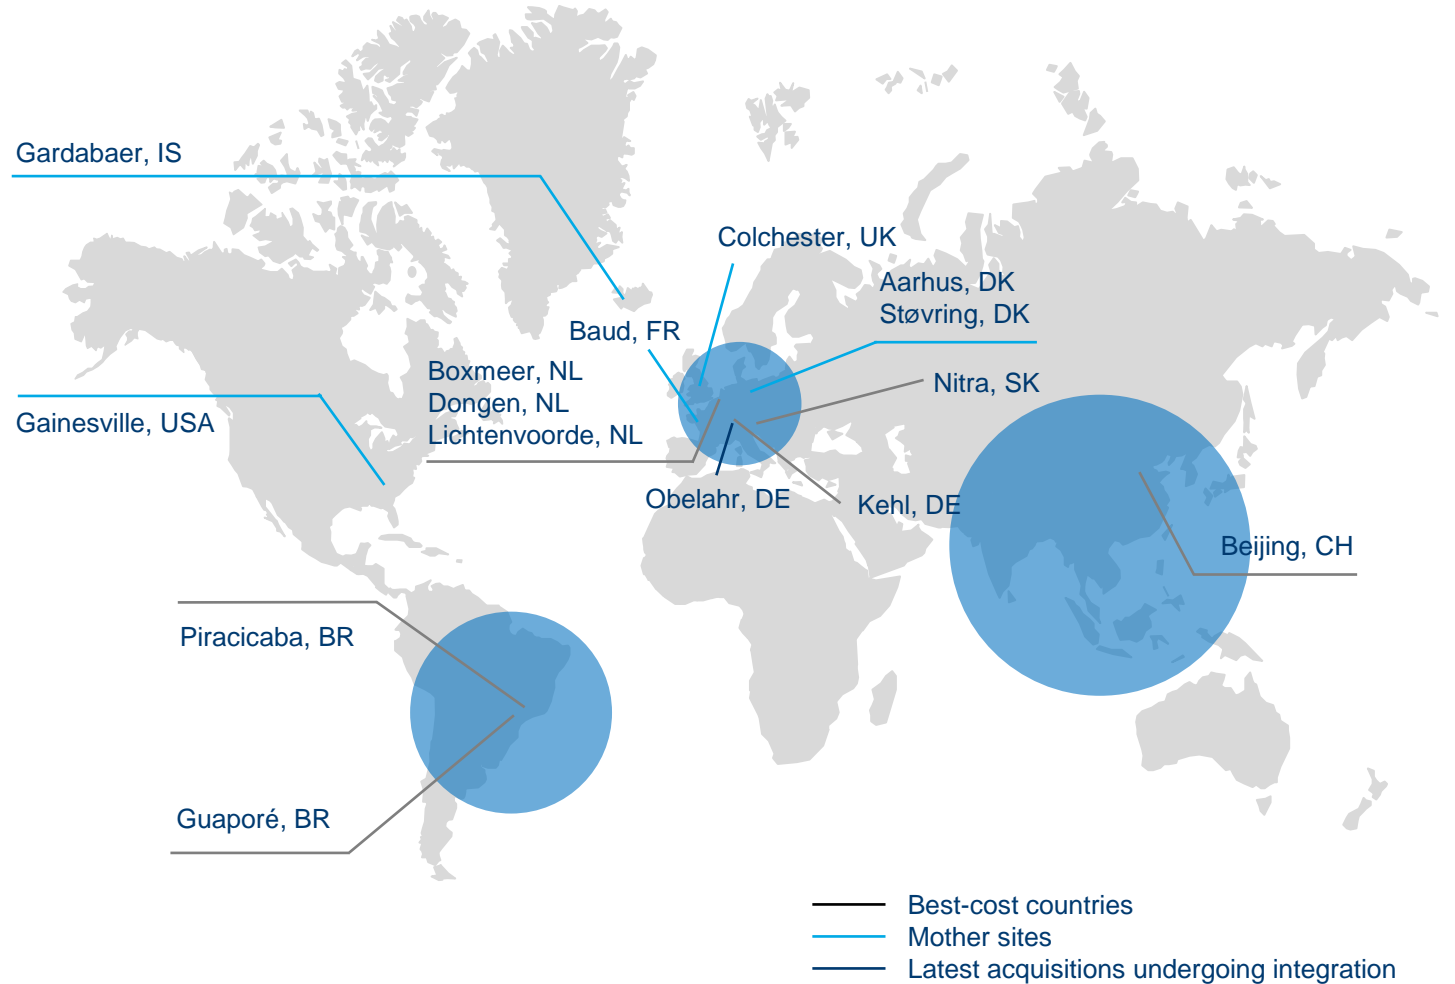 Gardabaer, IS
Colchester, UK
Aarhus, DK
Støvring, DK
Baud, FR
Boxmeer, NL
Dongen, NL
Lichtenvoorde, NL
Nitra, SK
Gainesville, USA
Obelahr, DE
Kehl, DE
Beijing, CH
Piracicaba, BR
Guaporé, BR
Best-cost countries
Mother sites
Latest acquisitions undergoing integration